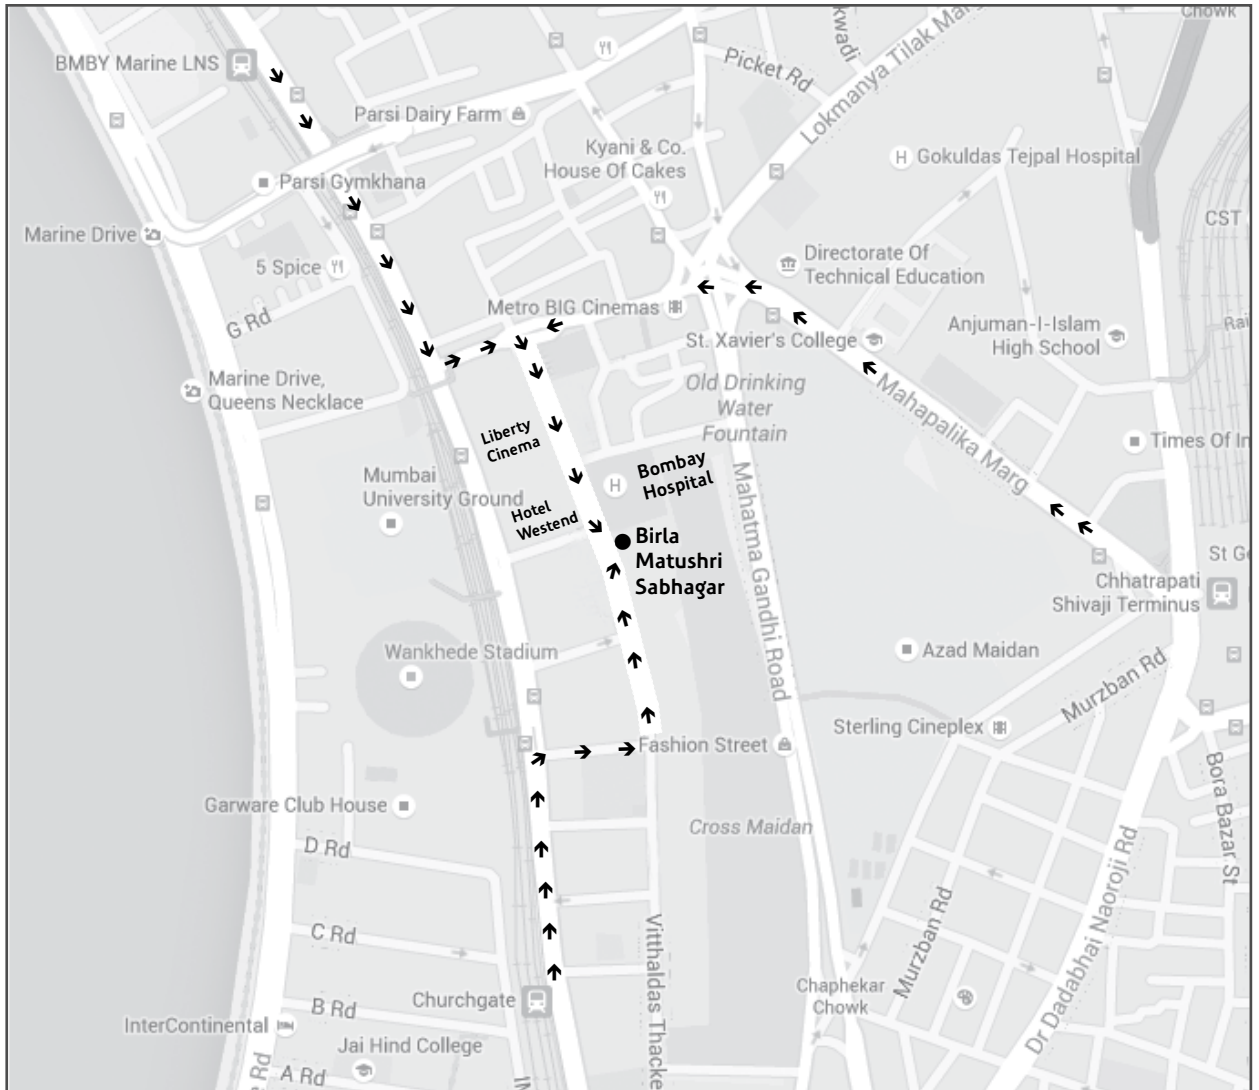 Chowk
BMBY Marine LNS
kwadi
Picket Rd
Lokmanya Tilak Marg
Parsi Dairy Farm
Kyani & Co.
House Of Cakes
Gokuldas Tejpal Hospital
H
Parsi Gymkhana
CST
Marine Drive
5 Spice
Directorate Of
Technical Education
G Rd
Metro BIG Cinemas
St. Xavier's College
Anjuman-I-Islam
High School
Rai
Marine Drive,
Queens Necklace
Old Drinking
Water
Fountain
Mahapalika Marg
Times Of In
Liberty
Cinema
Mumbai
University Ground
H
Bombay
Hospital
Hotel
Westend
Mahatma Gandhi Road
Birla
Matushri
Sabhagar
St Ge
Chhatrapati
Shivaji Terminus
Wankhede Stadium
Azad Maidan
Murzban Rd
Sterling Cineplex
Fashion Street
Bora Bazar St
Garware Club House
Cross Maidan
D Rd
Dr Dadabhai Naoroji Rd
Murzban Rd
C Rd
Vitthaldas Thacke
Churchgate
Chaphekar
Chowk
B Rd
InterContinental
Jai Hind College
A Rd
Rd